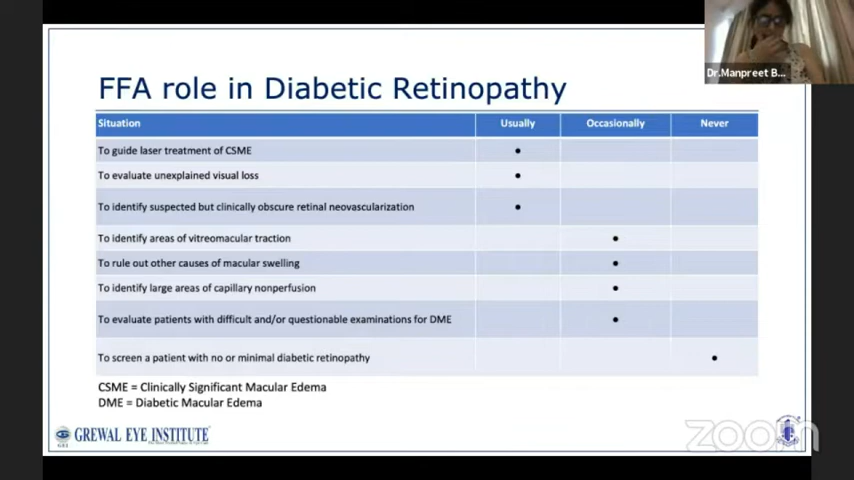 Dr.Manpreet B...
FFA role in Diabetic Retinopathy
Situation Usually Occasionally Never
To guide laser treatment of CSME •
To evaluate unexplained visual loss •
To identify suspected but clinically obscure retinal neovascularization •
To identify areas of vitreomacular traction •
To rule out other causes of macular swelling •
To identify large areas of capillary nonperfusion •
To evaluate patients with difficult and/or questionable examinations for DME •
To screen a patient with no or minimal diabetic retinopathy •
CSME = Clinically Significant Macular Edema
DME = Diabetic Macular Edema
GREWAL EYE INSTITUTE
zoom